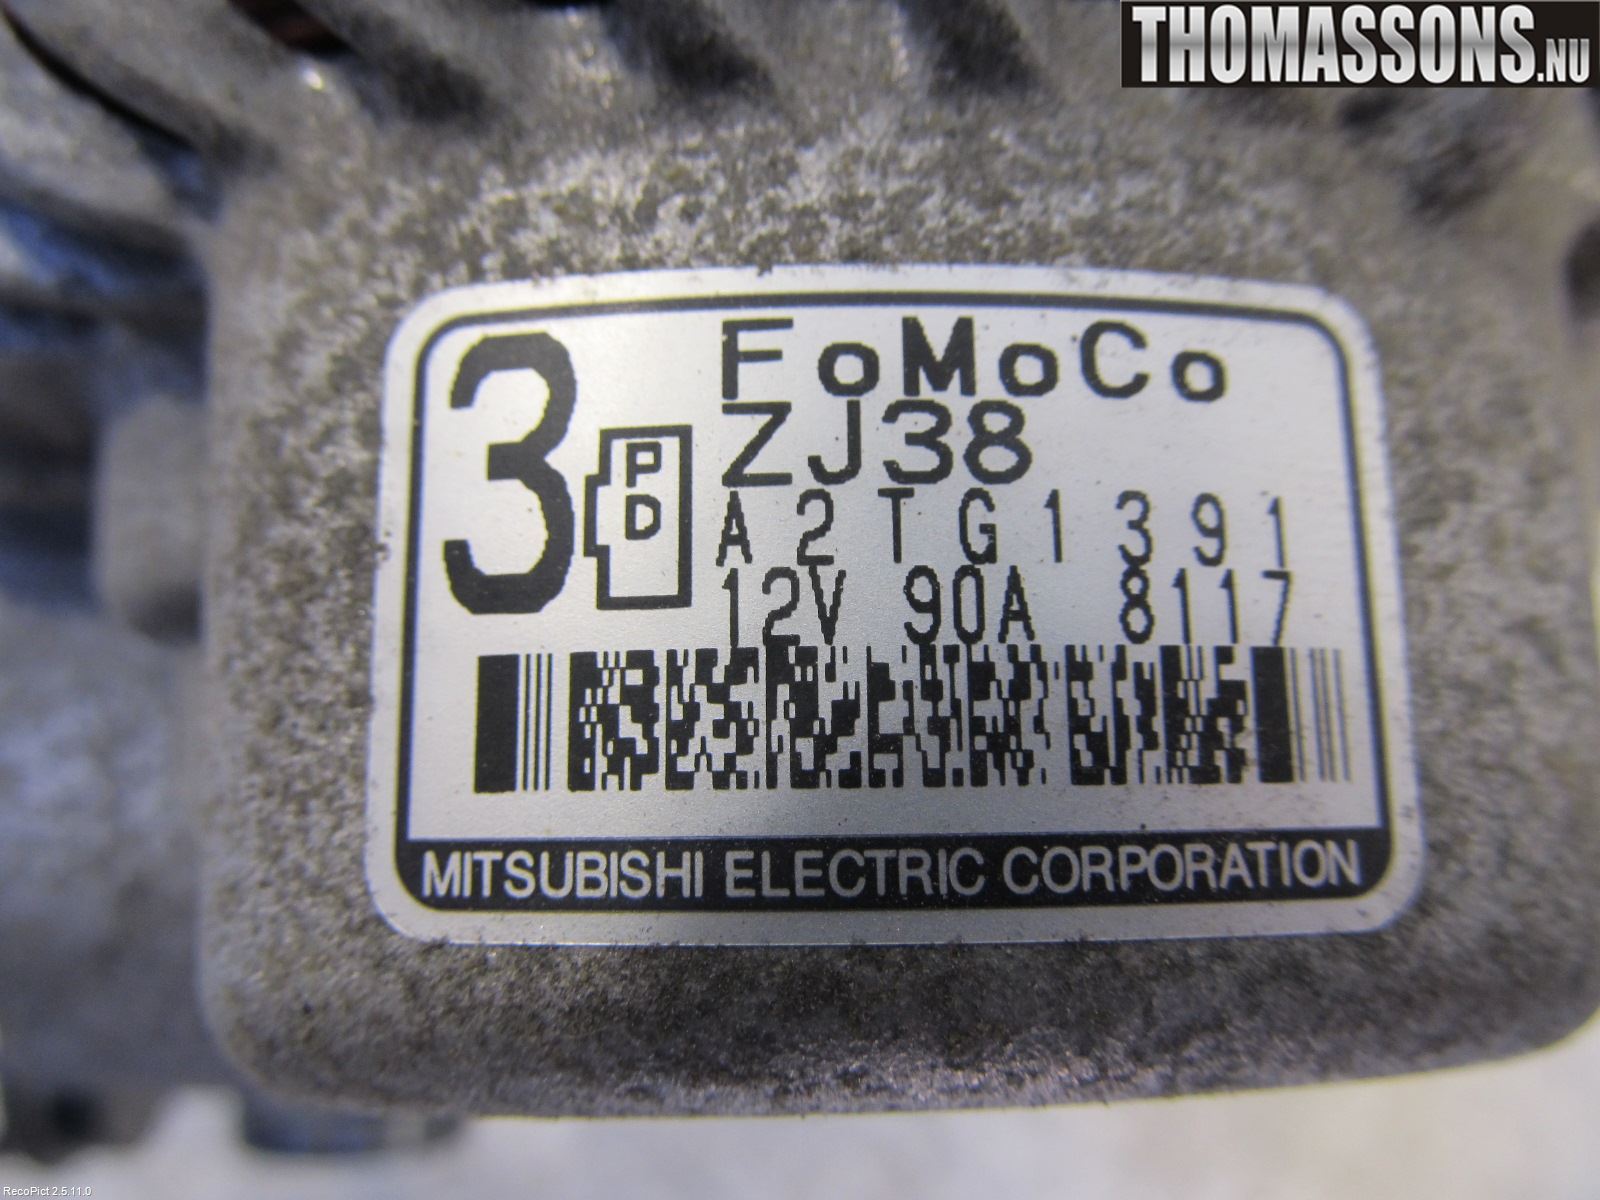 THOMASSONS.NU
3
P
D
FoMoCo
ZJ38
A2TG1391
12V 90A 8117
MITSUBISHI ELECTRIC CORPORATION
RecoPict 2.5.11.0